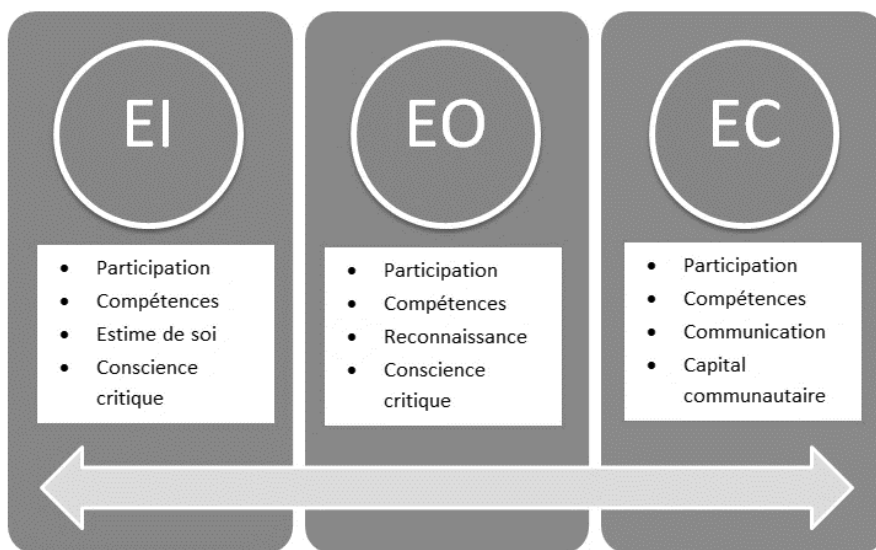 EI
Participation
Compétences
Estime de soi
Conscience
critique
EO
Participation
Compétences
Reconnaissance
Conscience
critique
EC
Participation
Compétences
Communication
Capital
communautaire